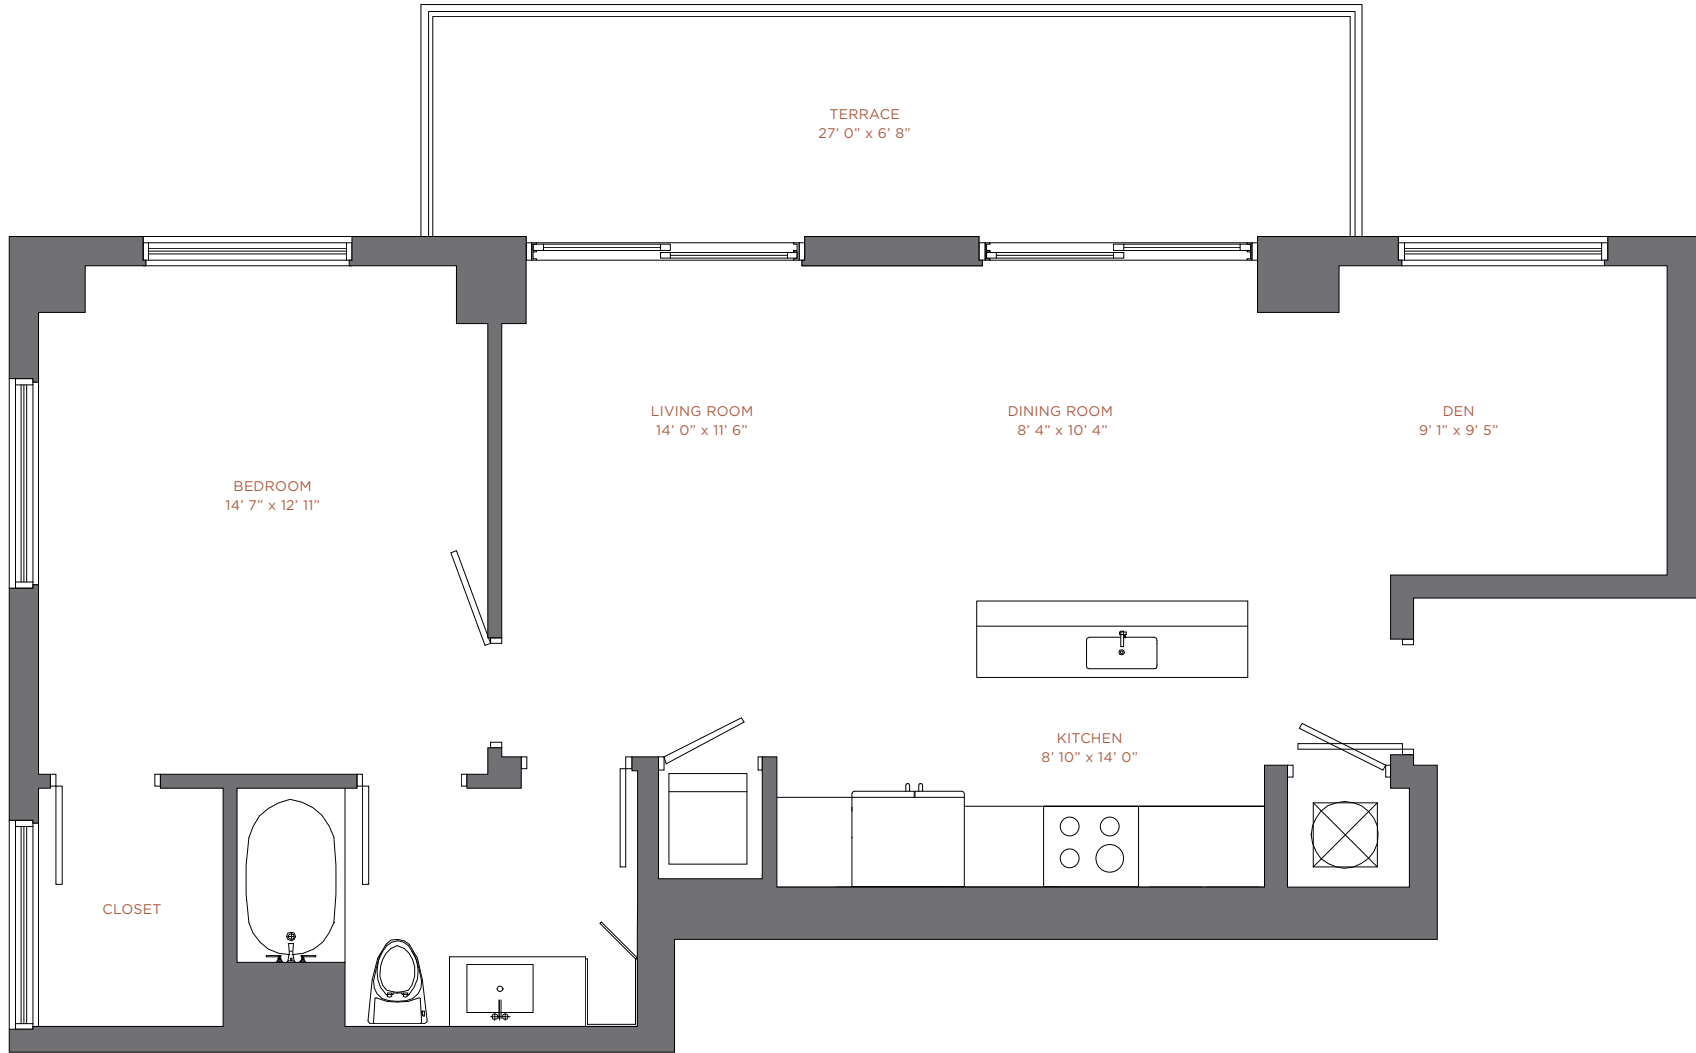 TERRACE
27’ 0” x 6’ 8”
LIVING ROOM
14’ 0” x 11’ 6”
DINING ROOM
8’ 4” x 10’ 4”
DEN
9’ 1” x 9’ 5”
BEDROOM
14’ 7” x 12’ 11”
KITCHEN
8’ 10” x 14’ 0”
CLOSET